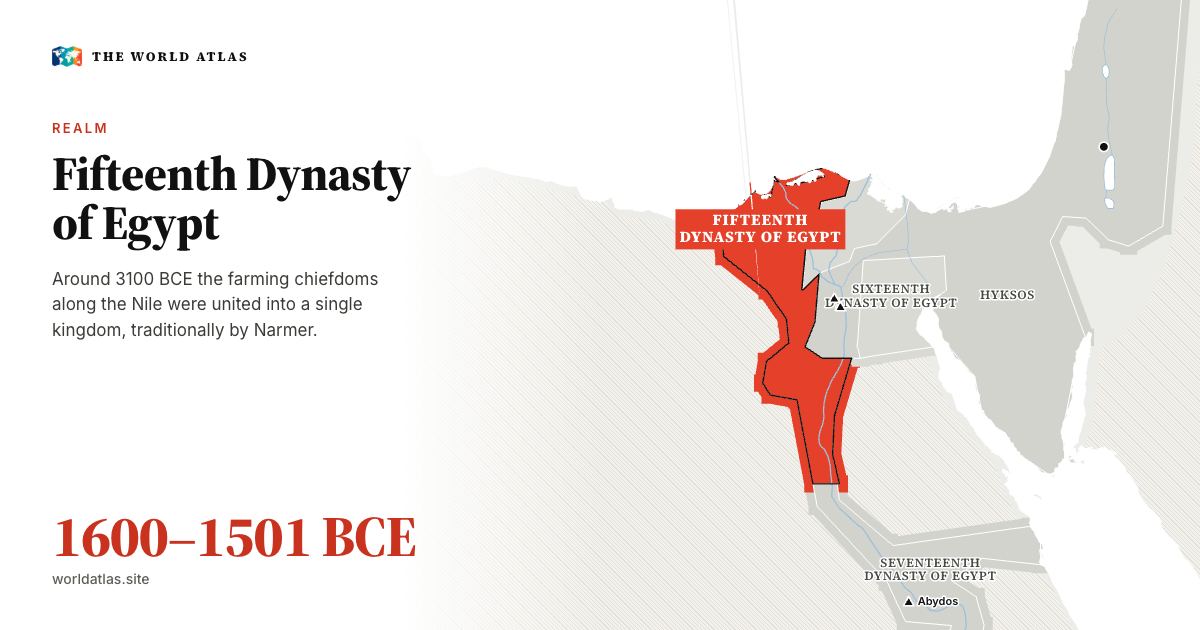 THE WORLD ATLAS
REALM
Fifteenth Dynasty
of Egypt
Around 3100 BCE the farming chiefdoms
along the Nile were united into a single
kingdom, traditionally by Narmer.
1600–1501 BCE
worldatlas.site
FIFTEENTH
DYNASTY OF EGYPT
SIXTEENTH
DYNASTY OF EGYPT
HYKSOS
SEVENTEENTH
DYNASTY OF EGYPT
Abydos